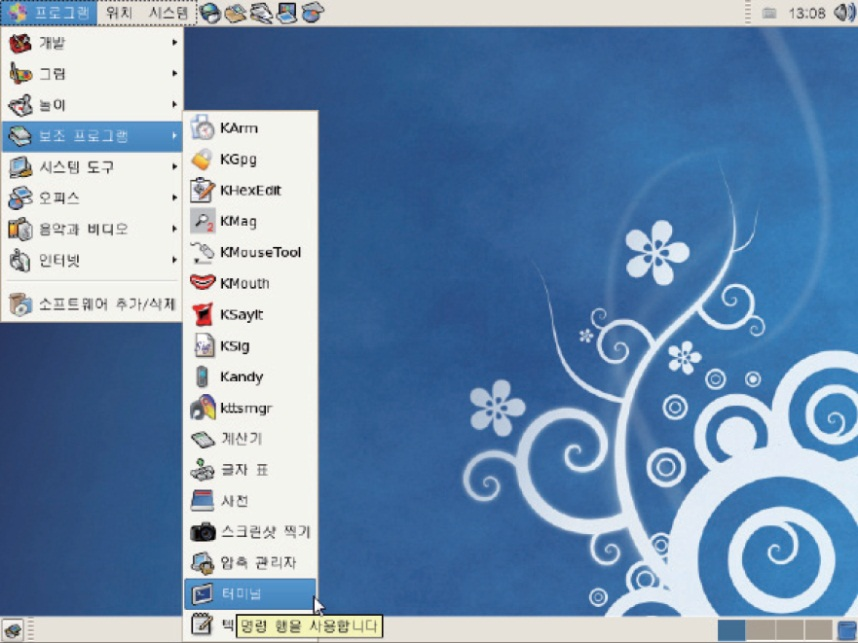 프로그램 위치 시스템
13:08
개발
그림
놀이
보조 프로그램
시스템 도구
오피스
음악과 비디오
인터넷
소프트웨어 추가/삭제
KArm
KGpg
KHexEdit
KMag
KMouseTool
KMouth
KSayIt
KSig
Kandy
kttsmgr
계산기
글자 표
사전
스크린샷 찍기
압축 관리자
터미널
텍
명령 행을 사용합니다